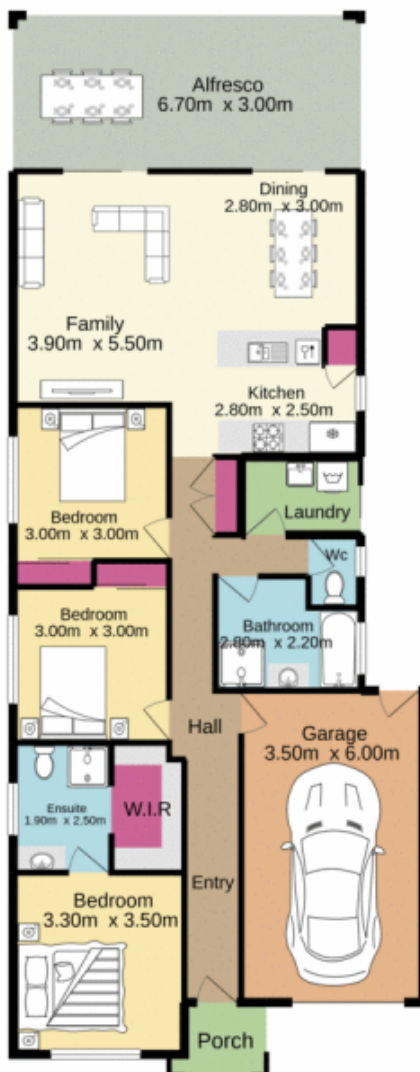 Alfresco
6.70m x 3.00m
Dining
2.80m x 3.00m
Family
3.90m x 5.50m
Kitchen
2.80m x 2.50m
Bedroom
3.00m x 3.00m
Laundry
Wc
Bedroom
3.00m x 3.00m
Bathroom
2.80m x 2.20m
Hall
Garage
3.50m x 6.00m
Ensuite
1.90m x 2.50m
W.I.R
Bedroom
3.30m x 3.50m
Entry
Porch